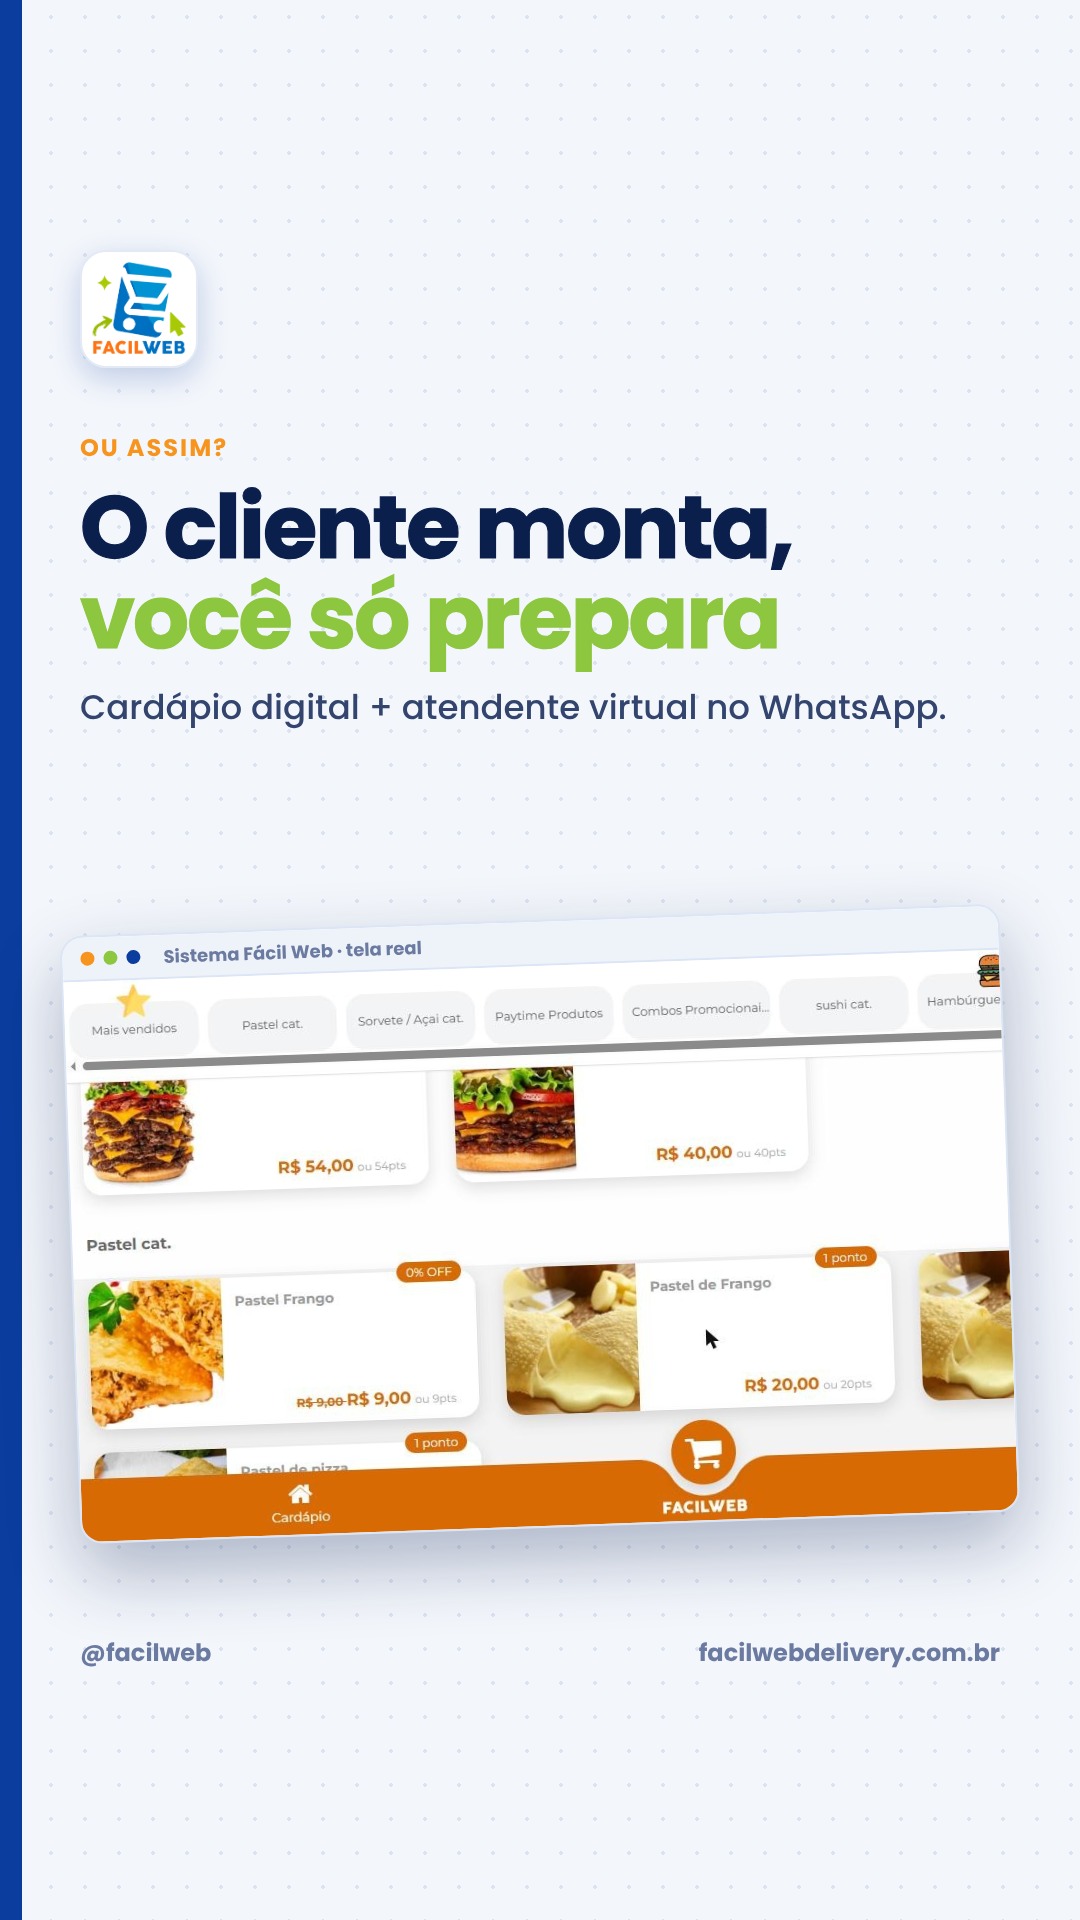 FACILWEB
OU ASSIM?
O cliente monta,
você só prepara
Cardápio digital + atendente virtual no WhatsApp.
Sistema Fácil Web · tela real
Mais vendidos
Pastel cat.
Sorvete / Açai cat.
Paytime Produtos
Combos Promocionai...
sushi cat.
Hambúrgue
R$ 54,00 ou 54pts
R$ 40,00 ou 40pts
Pastel cat.
0% OFF
Pastel Frango
R$ 9,00 R$ 9,00 ou 9pts
1 ponto
Pastel de Frango
R$ 20,00 ou 20pts
1 ponto
Pastel de pizza
Cardápio
FACILWEB
@facilweb
facilwebdelivery.com.br